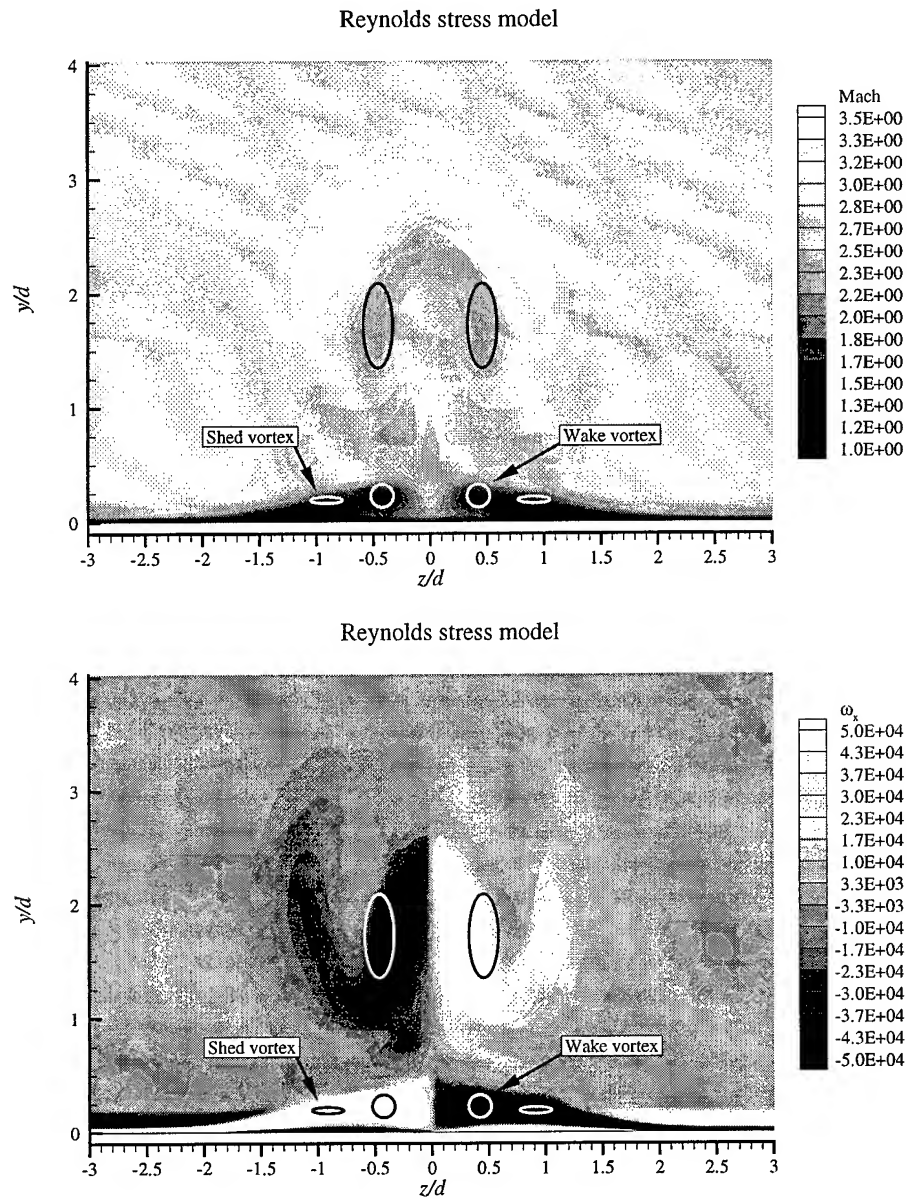 Reynolds stress model
Mach
3.5E+00
3.3E+00
3.2E+00
3.0E+00
2.8E+00
2.7E+00
2.5E+00
2.3E+00
2.2E+00
2.0E+00
1.8E+00
1.7E+00
1.5E+00
1.3E+00
1.2E+00
1.0E+00
y/d
4
3
2
1
0
Shed vortex
Wake vortex
-3 -2.5 -2 -1.5 -1 -0.5 0 0.5 1 1.5 2 2.5 3
z/d
Reynolds stress model
ωx
5.0E+04
4.3E+04
3.7E+04
3.0E+04
2.3E+04
1.7E+04
1.0E+04
3.3E+03
-3.3E+03
-1.0E+04
-1.7E+04
-2.3E+04
-3.0E+04
-3.7E+04
-4.3E+04
-5.0E+04
y/d
4
3
2
1
0
Shed vortex
Wake vortex
-3 -2.5 -2 -1.5 -1 -0.5 0 0.5 1 1.5 2 2.5 3
z/d